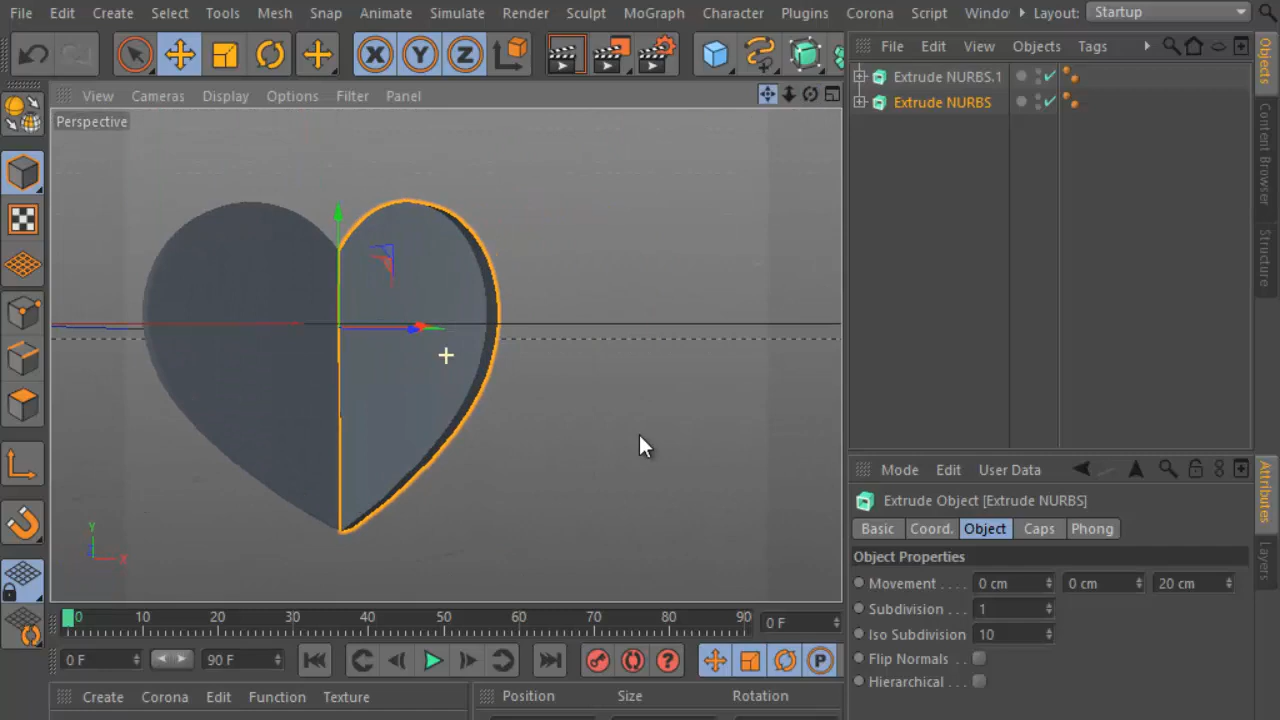 File Edit Create Select Tools Mesh Snap Animate Simulate Render Sculpt MoGraph Character Plugins Corona Script Windo Layout: Startup
X Y Z
File Edit View Objects Tags
Extrude NURBS.1
Extrude NURBS
View Cameras Display Options Filter Panel
Perspective
Objects
Content Browser
Structure
Y
X
Mode Edit User Data
Extrude Object [Extrude NURBS]
Basic Coord. Object Caps Phong
Object Properties
Movement . . . . 0 cm 0 cm 20 cm
Subdivision . . . 1
Iso Subdivision 10
Flip Normals . .
Hierarchical . . .
Attributes
Layers
0 10 20 30 40 50 60 70 80 90 0 F
0 F 90 F ? P
Create Corona Edit Function Texture
Position Size Rotation